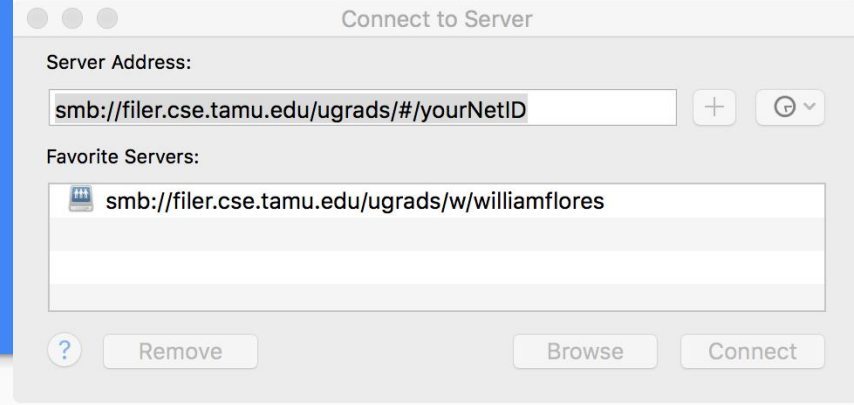 Connect to Server
Server Address:
smb://filer.cse.tamu.edu/ugrads/#/yourNetID
Favorite Servers:
smb://filer.cse.tamu.edu/ugrads/w/williamflores
? Remove Browse Connect